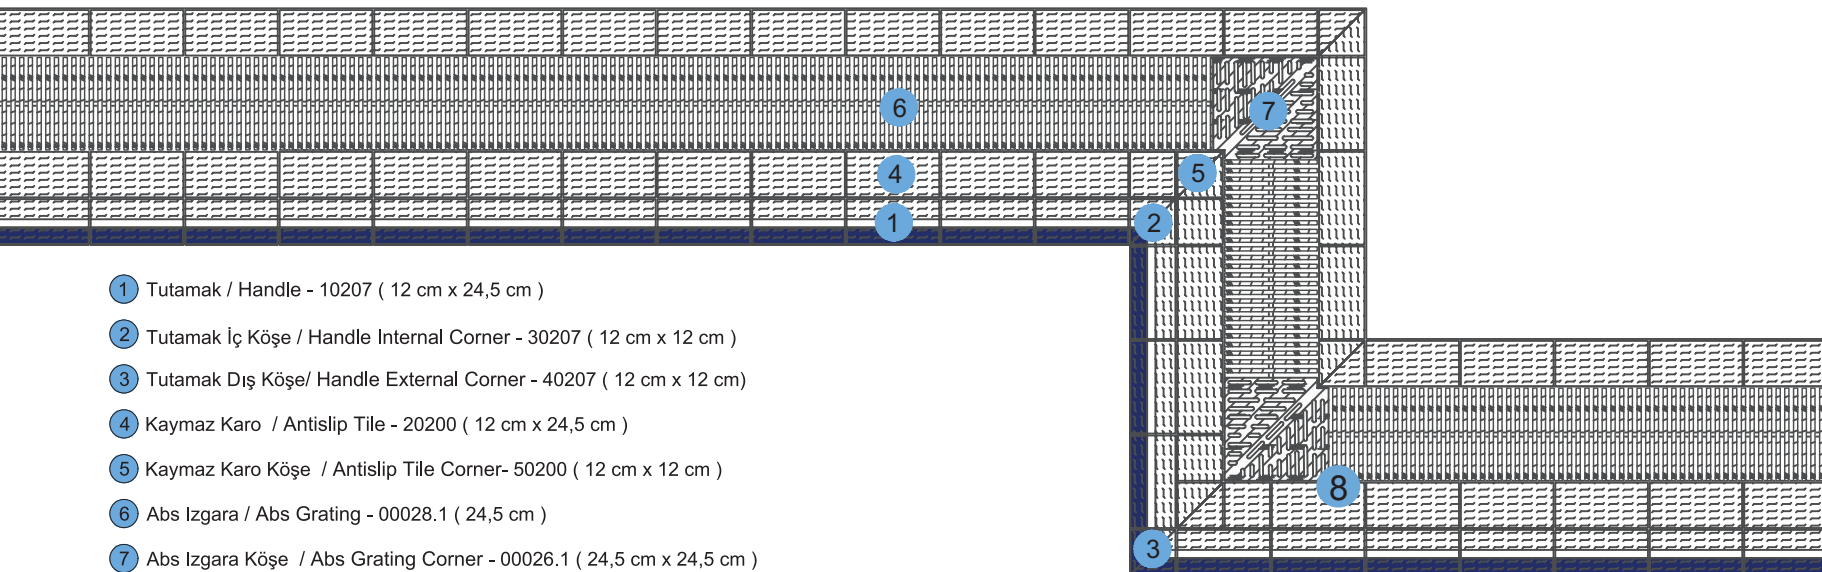 6
7
4
5
1
2
1 Tutamak / Handle - 10207 ( 12 cm x 24,5 cm )
2 Tutamak İç Köşe / Handle Internal Corner - 30207 ( 12 cm x 12 cm )
3 Tutamak Dış Köşe/ Handle External Corner - 40207 ( 12 cm x 12 cm)
4 Kaymaz Karo / Antislip Tile - 20200 ( 12 cm x 24,5 cm )
5 Kaymaz Karo Köşe / Antislip Tile Corner- 50200 ( 12 cm x 12 cm )
8
6 Abs Izgara / Abs Grating - 00028.1 ( 24,5 cm )
3
7 Abs Izgara Köşe / Abs Grating Corner - 00026.1 ( 24,5 cm x 24,5 cm )